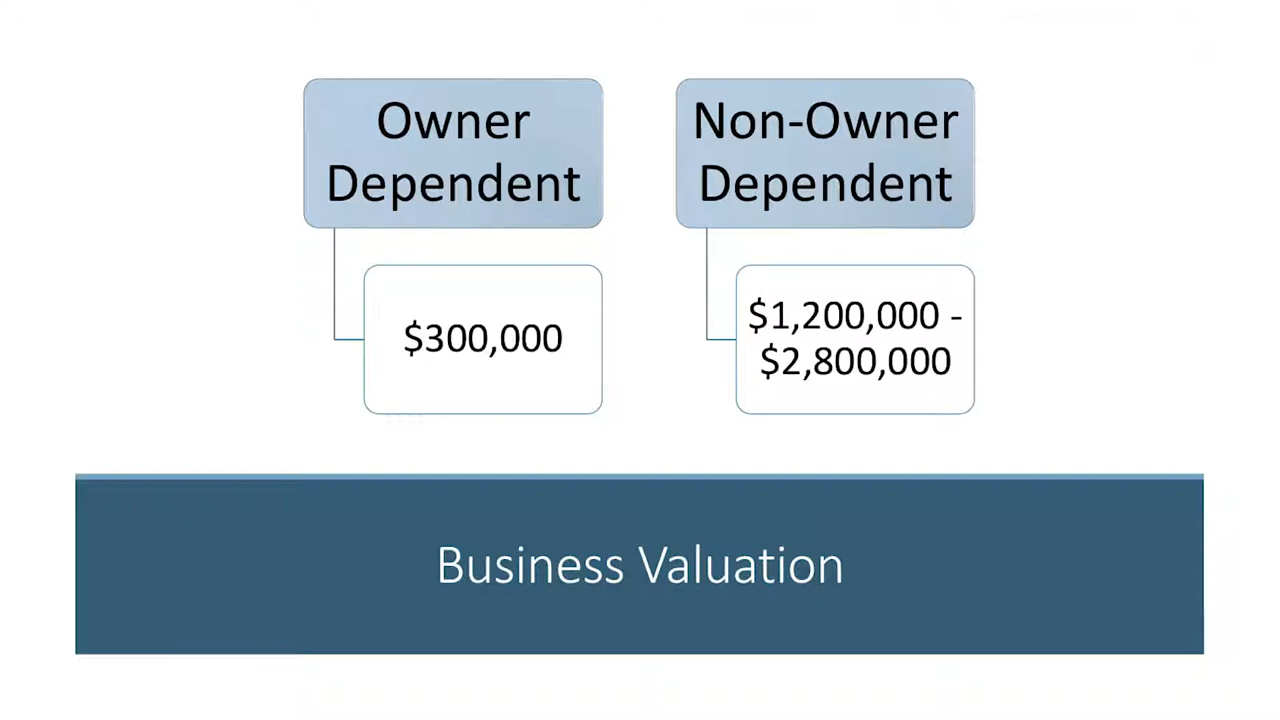 Owner
Dependent
$300,000
Non-Owner
Dependent
$1,200,000 -
$2,800,000
Business Valuation